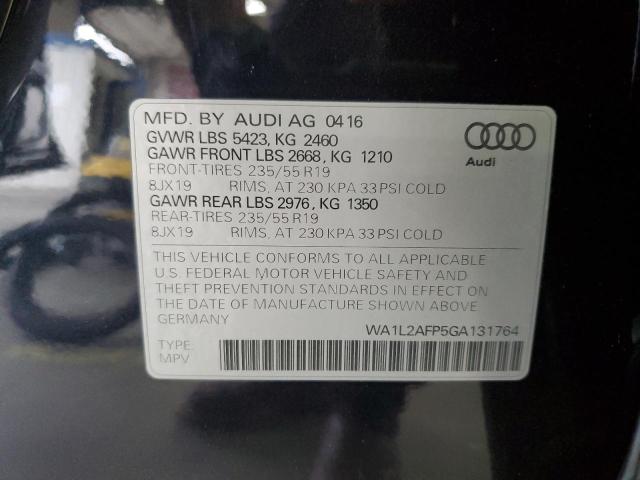 MFD. BY AUDI AG 04 16
GVWR LBS 5423, KG 2460
GAWR FRONT LBS 2668, KG 1210
FRONT-TIRES 235/55 R19
8JX19 RIMS, AT 230 KPA 33 PSI COLD
GAWR REAR LBS 2976, KG 1350
REAR-TIRES 235/55 R19
8JX19 RIMS, AT 230 KPA 33 PSI COLD
Audi
THIS VEHICLE CONFORMS TO ALL APPLICABLE
U.S. FEDERAL MOTOR VEHICLE SAFETY AND
THEFT PREVENTION STANDARDS IN EFFECT ON
THE DATE OF MANUFACTURE SHOWN ABOVE
GERMANY
WA1L2AFP5GA131764
TYPE:
MPV